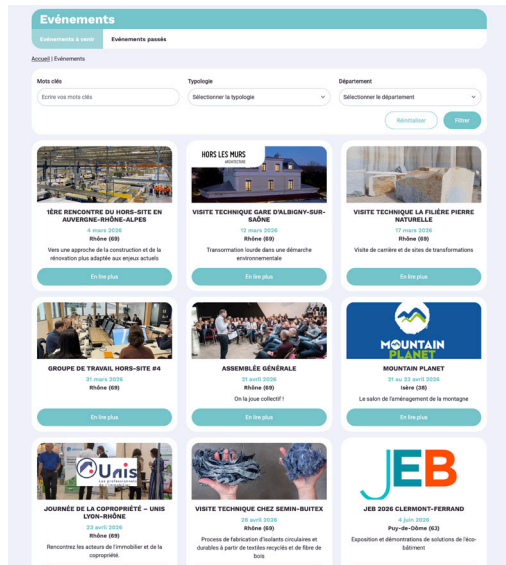 Evénements
Evénements à venir
Evénements passés
Accueil | Evénements
Mots clés
Typologie
Département
Ecrire vos mots clés
Sélectionner la typologie
Sélectionner le département
Réinitialiser
Filtrer
HORS LES MURS
ARCHITECTURE
1ÈRE RENCONTRE DU HORS-SITE EN
AUVERGNE-RHÔNE-ALPES
4 mars 2026
Rhône (69)
Vers une approche de la construction et de la
rénovation plus adaptée aux enjeux actuels
En lire plus
VISITE TECHNIQUE GARE D'ALBIGNY-SUR-
SAÔNE
12 mars 2026
Rhône (69)
Transormation lourde dans une démarche
environnementale
En lire plus
VISITE TECHNIQUE LA FILIÈRE PIERRE
NATURELLE
17 mars 2026
Rhône (69)
Visite de carrière et de sites de transformations
En lire plus
GROUPE DE TRAVAIL HORS-SITE #4
31 mars 2026
Rhône (69)
En lire plus
ASSEMBLÉE GÉNÉRALE
21 avril 2026
Rhône (69)
On la joue collectif !
En lire plus
MOUNTAIN
PLANET
MOUNTAIN PLANET
21 au 23 avril 2026
Isère (38)
Le salon de l'aménagement de la montagne
En lire plus
Unis
Les professionnels
de l'immobilier
JOURNÉE DE LA COPROPRIÉTÉ – UNIS
LYON-RHÔNE
23 avril 2026
Rhône (69)
Rencontrez les acteurs de l'immobilier et de la
copropriété.
VISITE TECHNIQUE CHEZ SEMIN-BUITEX
28 avril 2026
Rhône (69)
Process de fabrication d'isolants circulaires et
durables à partir de textiles recyclés et de fibre de
bois
JEB
JEB 2026 CLERMONT-FERRAND
4 juin 2026
Puy-de-Dôme (63)
Exposition et démontrations de solutions de l'éco-
bâtiment